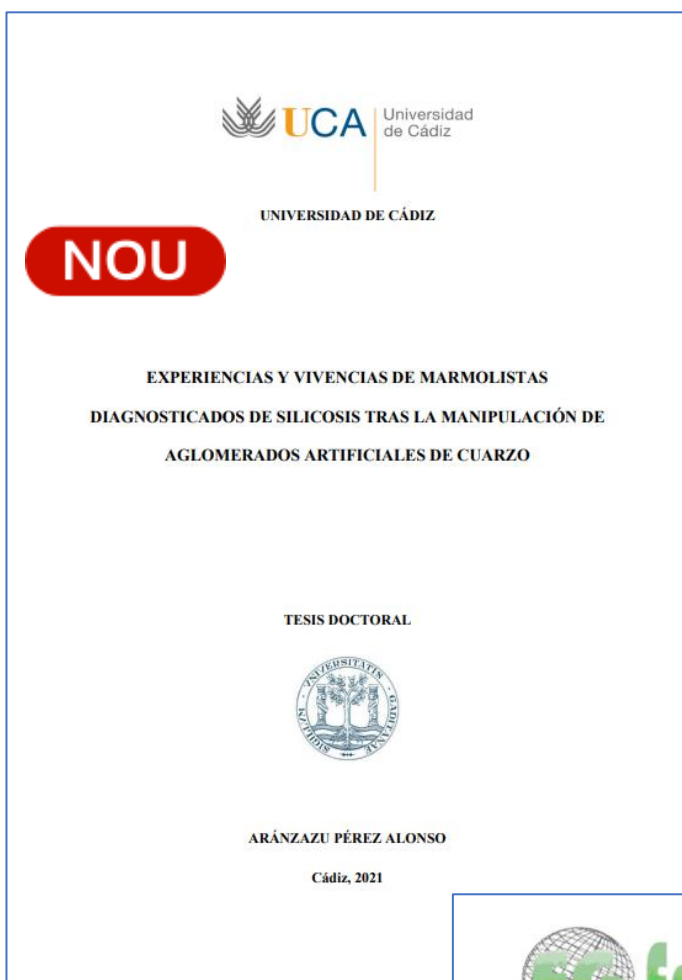 UCA Universidad
de Cádiz
UNIVERSIDAD DE CÁDIZ
NOU
EXPERIENCIAS Y VIVENCIAS DE MARMOLISTAS
DIAGNOSTICADOS DE SILICOSIS TRAS LA MANIPULACIÓN DE
AGLOMERADOS ARTIFICIALES DE CUARZO
TESIS DOCTORAL
ARÁNZAZU PÉREZ ALONSO
Cádiz, 2021